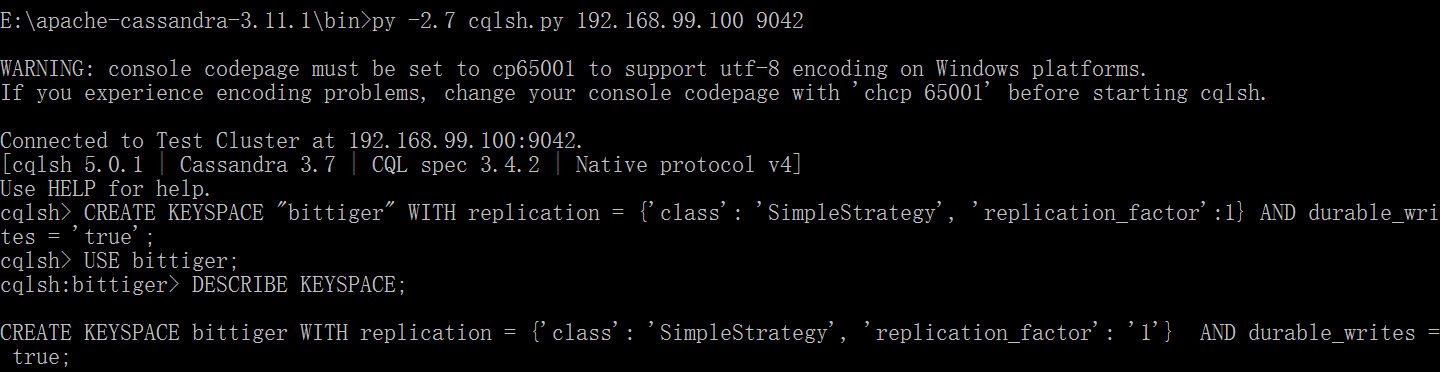 E:\apache-cassandra-3.11.1\bin>py -2.7 cqlsh.py 192.168.99.100 9042
WARNING: console codepage must be set to cp65001 to support utf-8 encoding on Windows platforms.
If you experience encoding problems, change your console codepage with 'chcp 65001' before starting cqlsh.
Connected to Test Cluster at 192.168.99.100:9042.
[cqlsh 5.0.1 | Cassandra 3.7 | CQL spec 3.4.2 | Native protocol v4]
Use HELP for help.
cqlsh> CREATE KEYSPACE "bittiger" WITH replication = {'class': 'SimpleStrategy', 'replication_factor':1} AND durable_wri
tes = 'true';
cqlsh> USE bittiger;
cqlsh:bittiger> DESCRIBE KEYSPACE;
CREATE KEYSPACE bittiger WITH replication = {'class': 'SimpleStrategy', 'replication_factor': '1'}  AND durable_writes =
 true;